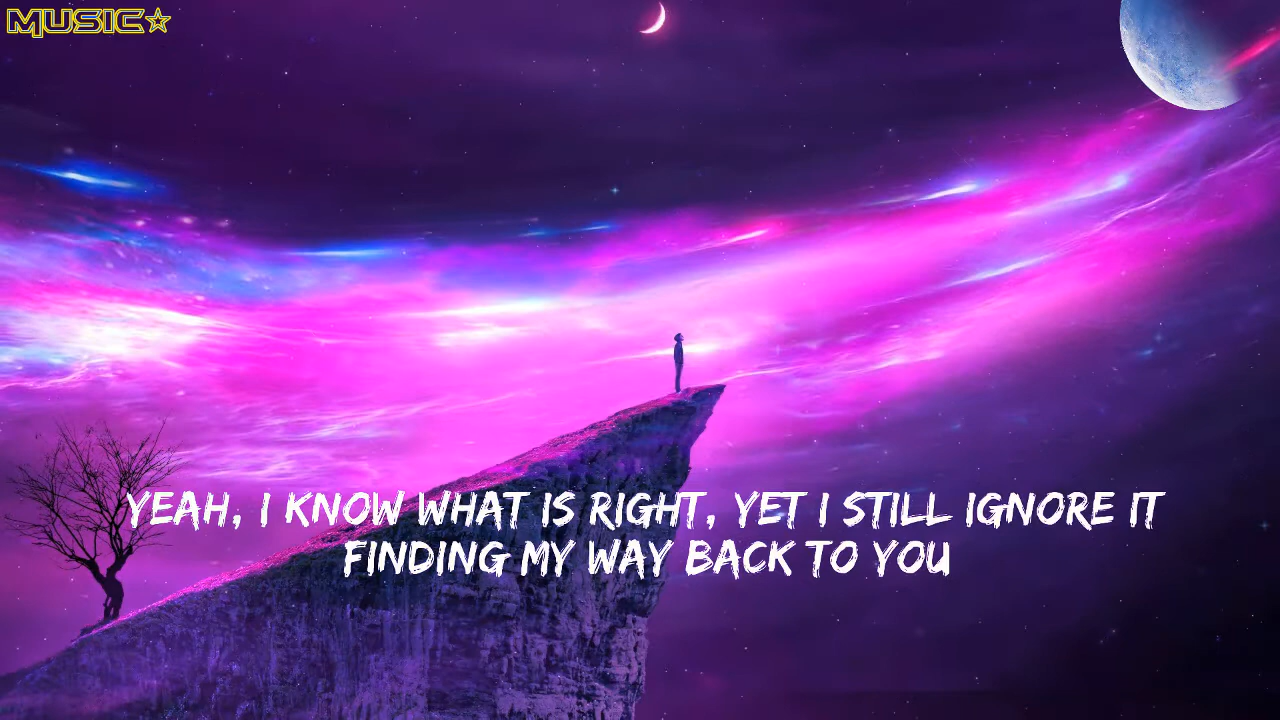 MUSIC☆
YEAH, I KNOW WHAT IS RIGHT, YET I STILL IGNORE IT
FINDING MY WAY BACK TO YOU